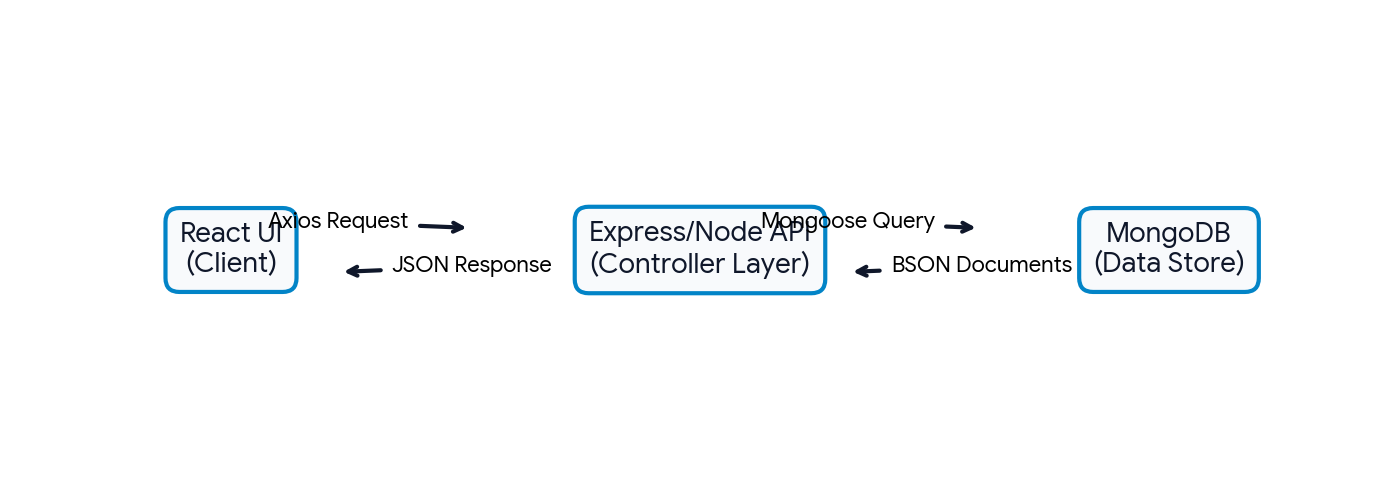 React UI
(Client)
Axios Request
JSON Response
Express/Node API
(Controller Layer)
Mongoose Query
BSON Documents
MongoDB
(Data Store)